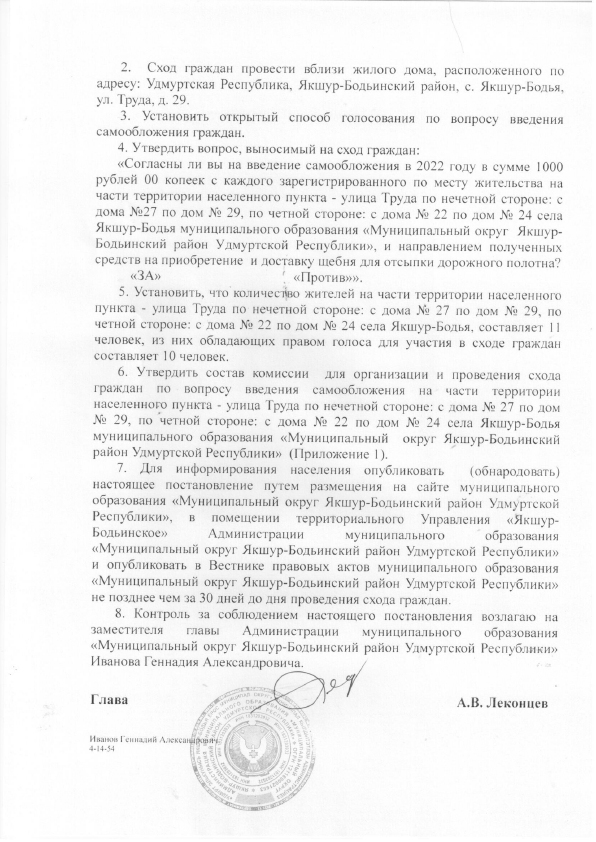 2. Сход граждан провести вблизи жилого дома, расположенного по
адресу: Удмуртская Республика, Якшур-Бодьинский район, с. Якшур-Бодья,
ул. Труда, д. 29.
3. Установить открытый способ голосования по вопросу введения
самообложения граждан.
4. Утвердить вопрос, выносимый на сход граждан:
«Согласны ли вы на введение самообложения в 2022 году в сумме 1000
рублей 00 копеек с каждого зарегистрированного по месту жительства на
части территории населенного пункта - улица Труда по нечетной стороне: с
дома №27 по дом № 29, по четной стороне: с дома № 22 по дом № 24 села
Якшур-Бодья муниципального образования «Муниципальный округ Якшур-
Бодьинский район Удмуртской Республики», и направлением полученных
средств на приобретение и доставку щебня для отсыпки дорожного полотна?
«ЗА» «Против»».
5. Установить, что количество жителей на части территории населенного
пункта - улица Труда по нечетной стороне: с дома № 27 по дом № 29, по
четной стороне: с дома № 22 по дом № 24 села Якшур-Бодья, составляет 11
человек, из них обладающих правом голоса для участия в сходе граждан
составляет 10 человек.
6. Утвердить состав комиссии для организации и проведения схода
граждан по вопросу введения самообложения на части территории
населенного пункта - улица Труда по нечетной стороне: с дома № 27 по дом
№ 29, по четной стороне: с дома № 22 по дом № 24 села Якшур-Бодья
муниципального образования «Муниципальный округ Якшур-Бодьинский
район Удмуртской Республики» (Приложение 1).
7. Для информирования населения опубликовать (обнародовать)
настоящее постановление путем размещения на сайте муниципального
образования «Муниципальный округ Якшур-Бодьинский район Удмуртской
Республики», в помещении территориального Управления «Якшур-
Бодьинское» Администрации муниципального образования
«Муниципальный округ Якшур-Бодьинский район Удмуртской Республики»
и опубликовать в Вестнике правовых актов муниципального образования
«Муниципальный округ Якшур-Бодьинский район Удмуртской Республики»
не позднее чем за 30 дней до дня проведения схода граждан.
8. Контроль за соблюдением настоящего постановления возлагаю на
заместителя главы Администрации муниципального образования
«Муниципальный округ Якшур-Бодьинский район Удмуртской Республики»
Иванова Геннадия Александровича.
Глава А.В. Леконцев
Иванов Геннадий Александрович
4-14-54